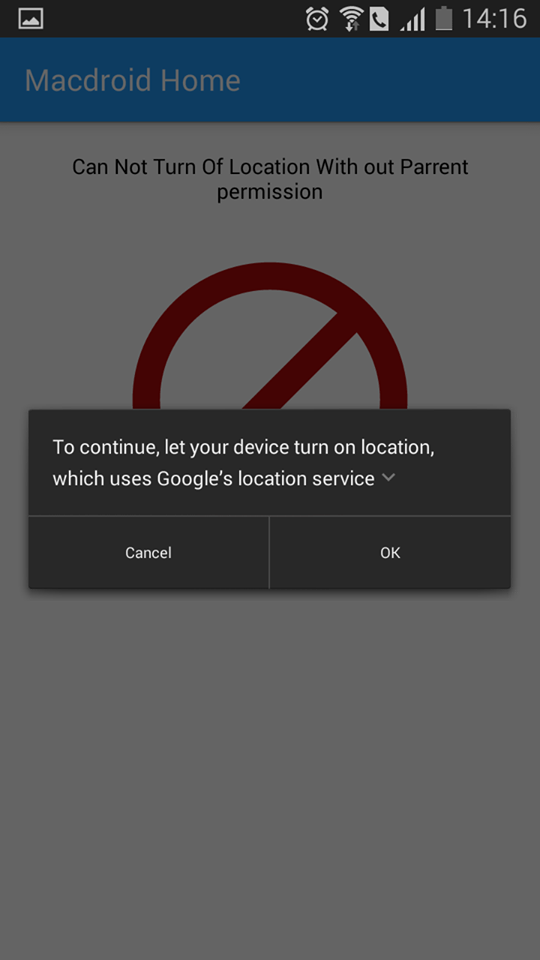 14:16
Macdroid Home
Can Not Turn Of Location With out Parrent
permission
To continue, let your device turn on location,
which uses Google's location service
Cancel
OK